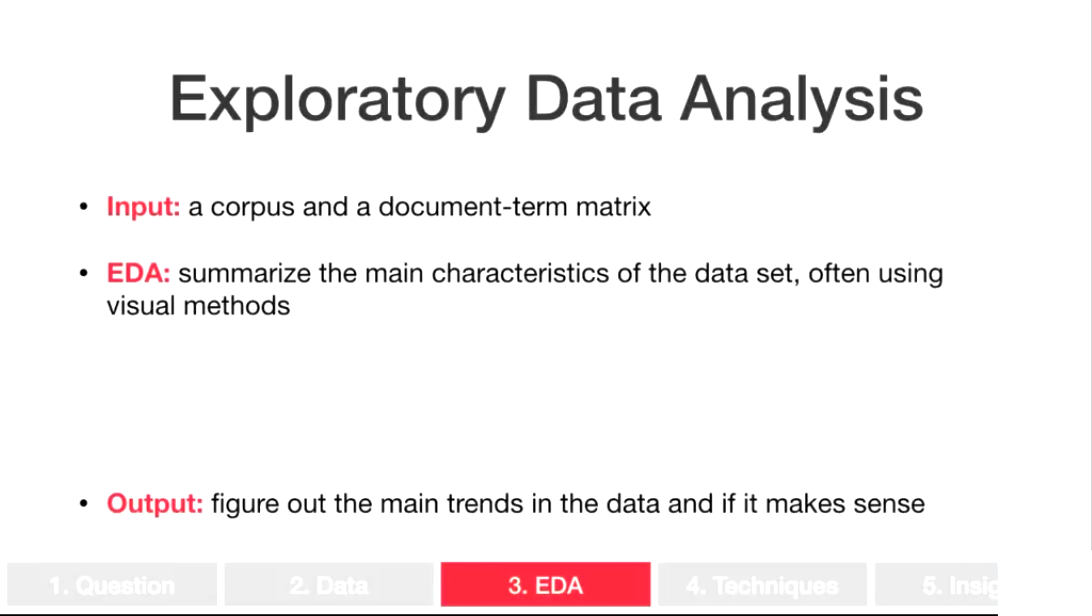 Exploratory Data Analysis
• Input: a corpus and a document-term matrix
• EDA: summarize the main characteristics of the data set, often using
visual methods
• Output: figure out the main trends in the data and if it makes sense
1. Question 2. Data 3. EDA 4. Techniques 5. Insig